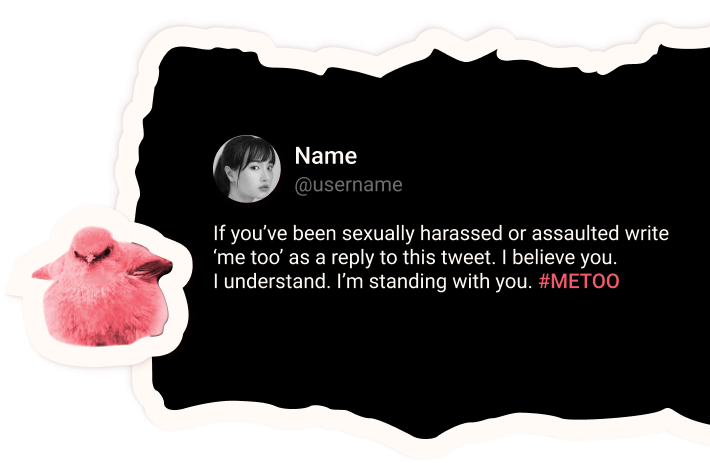 Name
@username
If you’ve been sexually harassed or assaulted write
‘me too’ as a reply to this tweet. I believe you.
I understand. I’m standing with you. #METOO